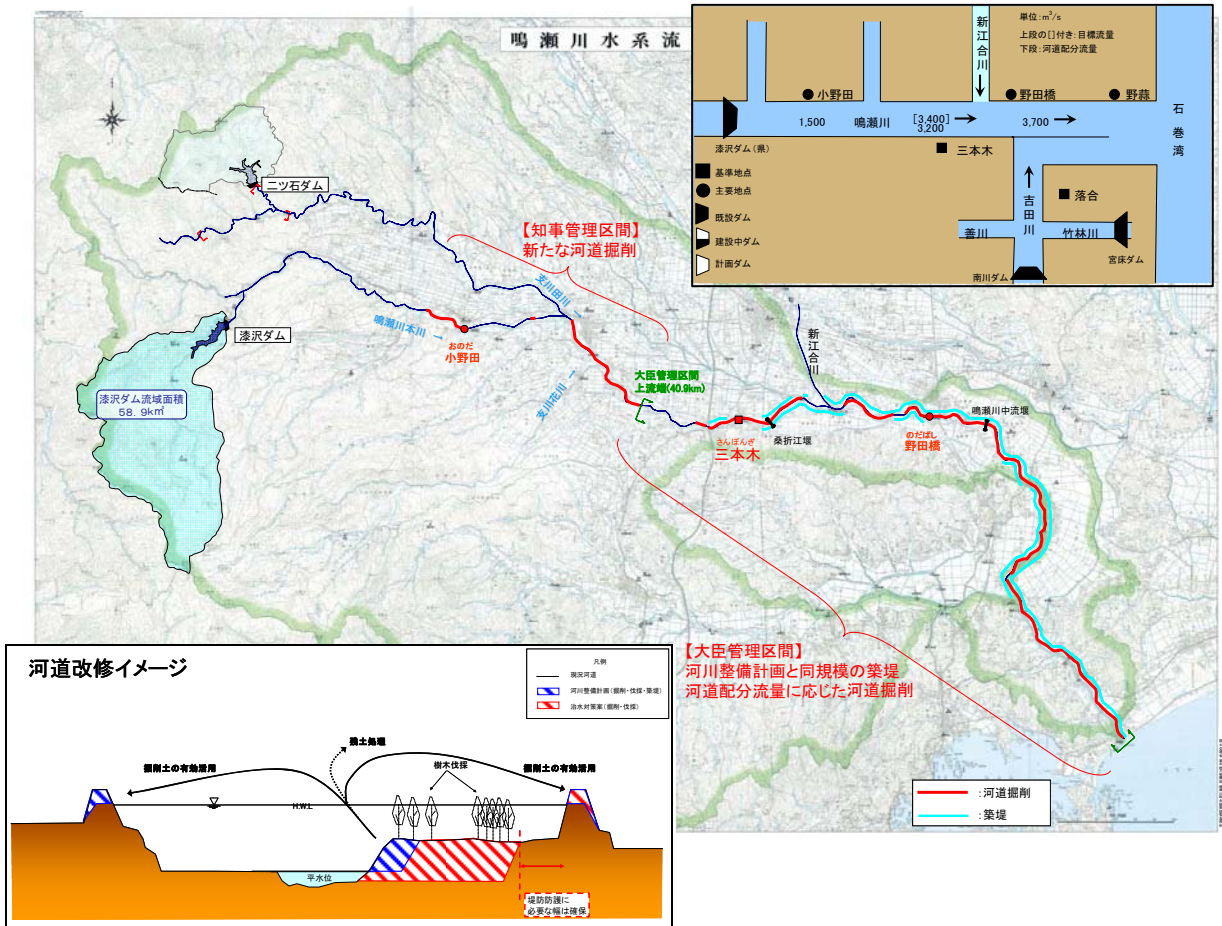 鳴瀬川水系流
単位:m³/s
上段の[]付き:目標流量
下段:河道配分流量
新江合川
小野田
野田橋
野蒜
1,500
鳴瀬川
[3,400]
3,200
3,700
石巻湾
漆沢ダム(県)
三本木
基準地点
主要地点
既設ダム
建設中ダム
計画ダム
吉田川
落合
善川
竹林川
宮床ダム
南川ダム
二ツ石ダム
【知事管理区間】
新たな河道掘削
支川田川→
漆沢ダム
鳴瀬川本川→
おのだ
小野田
支川花川→
新江合川
漆沢ダム流域面積
58.9k㎡
大臣管理区間
上流端(40.9km)
さんぼんぎ
三本木
桑折江堰
のだばし
野田橋
鳴瀬川中流堰
【大臣管理区間】
河川整備計画と同規模の築堤
河道配分流量に応じた河道掘削
:河道掘削
:築堤
河道改修イメージ
凡例
現況河道
河川整備計画(掘削・伐採・築堤)
治水対策案(掘削・伐採)
残土処理
掘削土の有効活用
樹木伐採
掘削土の有効活用
H.W.L
平水位
堤防防護に
必要な幅は確保